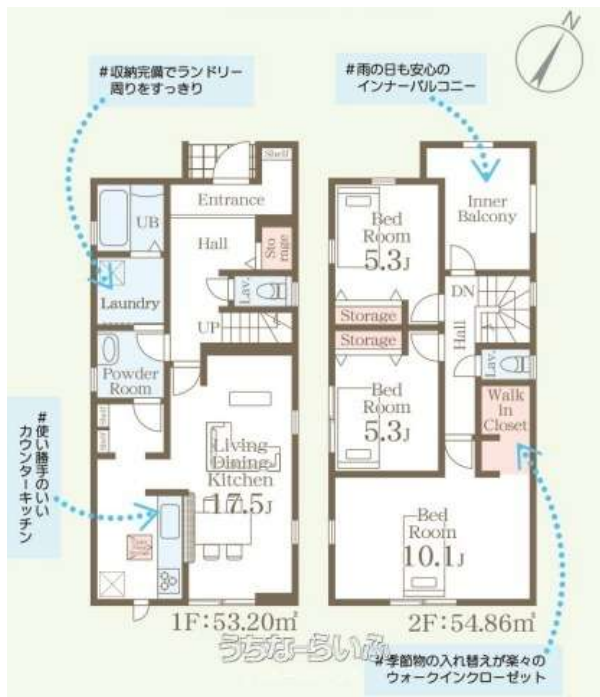 N
#収納完備でランドリー
周りをすっきり
#雨の日も安心の
インナーバルコニー
Shelf
Entrance
UB
Hall
Sto
rage
Laundry
Lav.
UP
Powder
Room
Shelf
Shelf
Living
Dining
Kitchen
17.5J
#使い勝手のいい
カウンターキッチン
1F:53.20㎡
Inner
Balcony
Bed
Room
5.3J
DN
Hall
Storage
Storage
Lav.
Bed
Room
5.3J
Walk
in
Closet
Bed
Room
10.1J
2F:54.86㎡
うちなーらいふ
#季節物の入れ替えが楽々の
ウォークインクローゼット